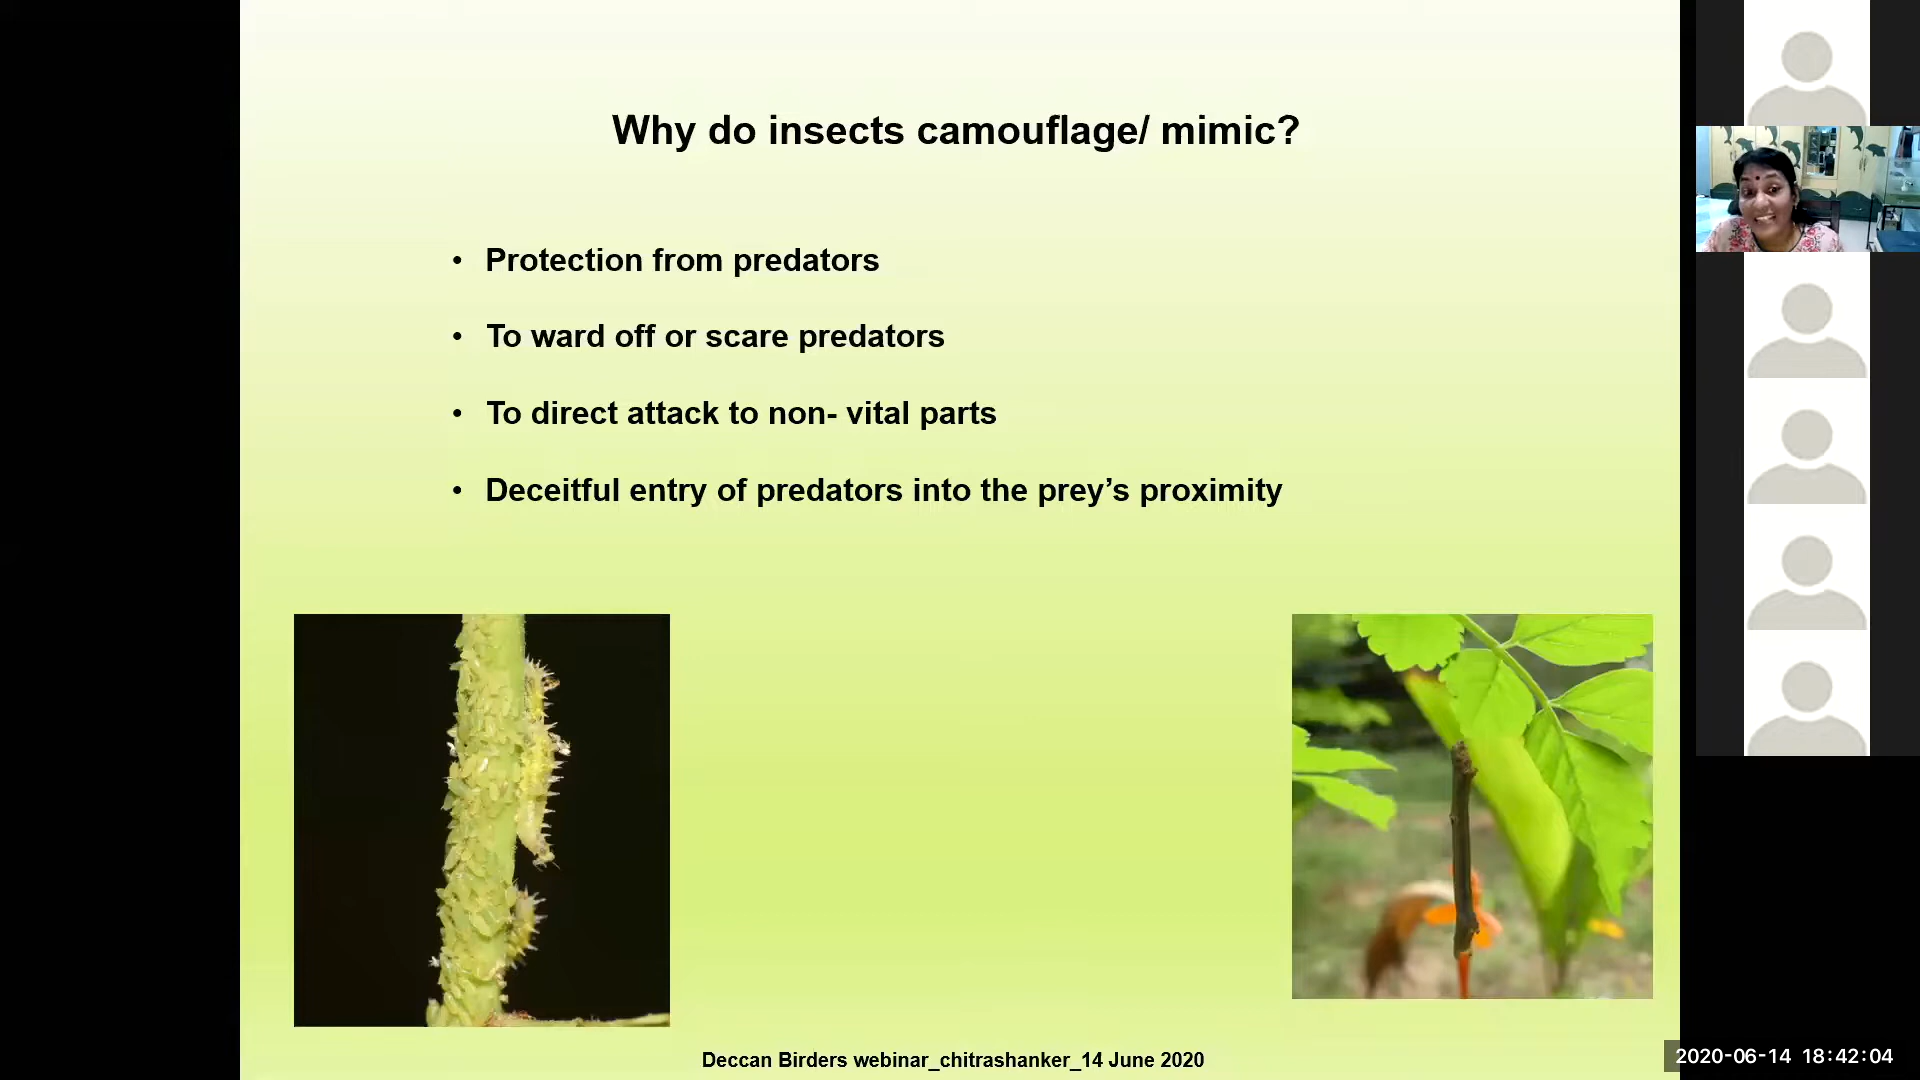 Why do insects camouflage/ mimic?
• Protection from predators
• To ward off or scare predators
• To direct attack to non- vital parts
• Deceitful entry of predators into the prey’s proximity
Deccan Birders webinar_chitrashanker_14 June 2020
2020-06-14 18:42:04